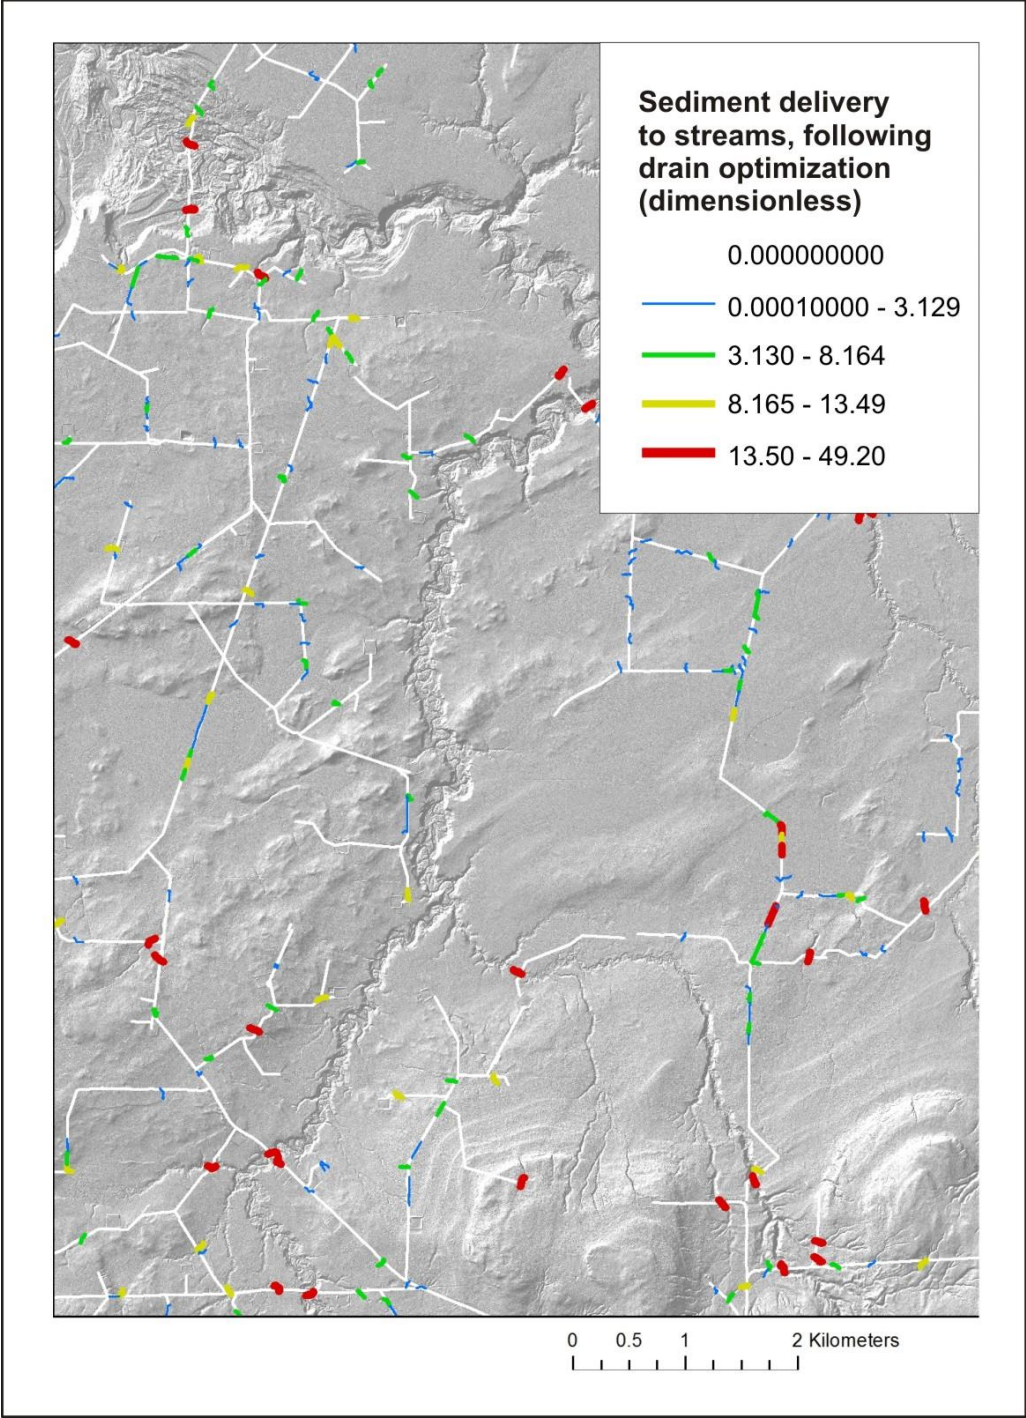 Sediment delivery
to streams, following
drain optimization
(dimensionless)
0.000000000
0.00010000 - 3.129
3.130 - 8.164
8.165 - 13.49
13.50 - 49.20
0 0.5 1 2 Kilometers